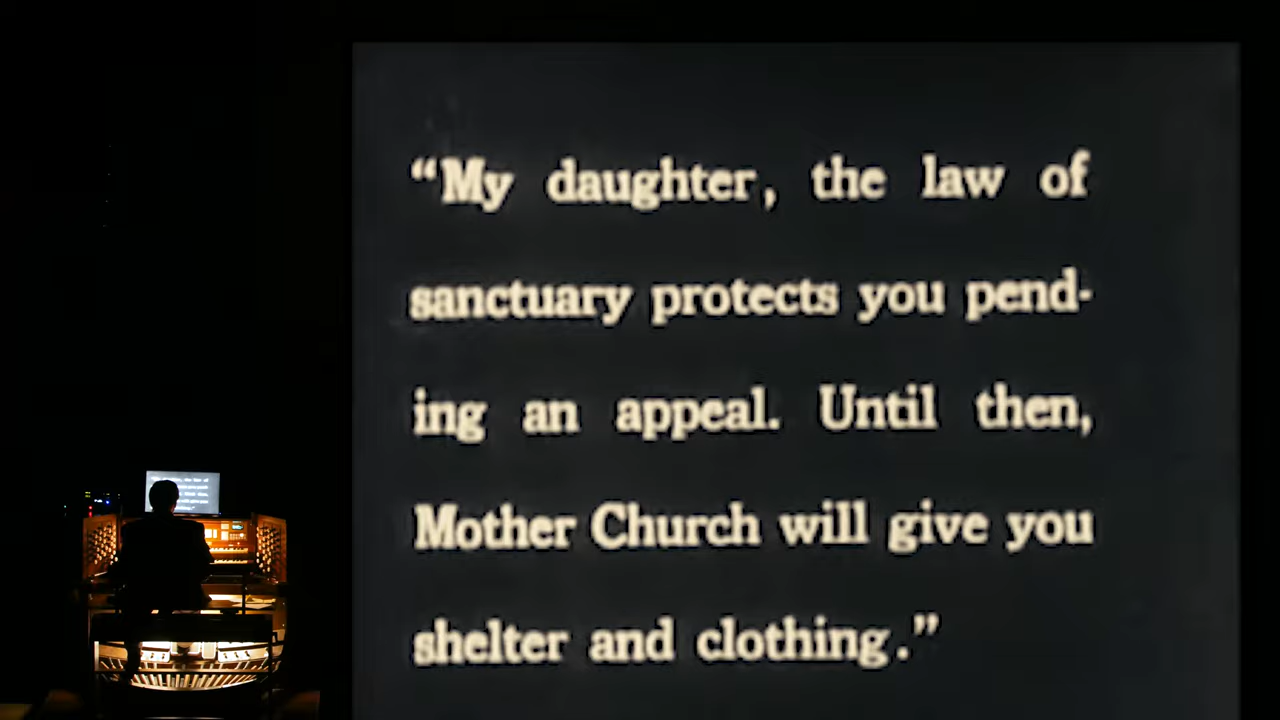 “My daughter, the law of
sanctuary protects you pend-
ing an appeal. Until then,
Mother Church will give you
shelter and clothing.”